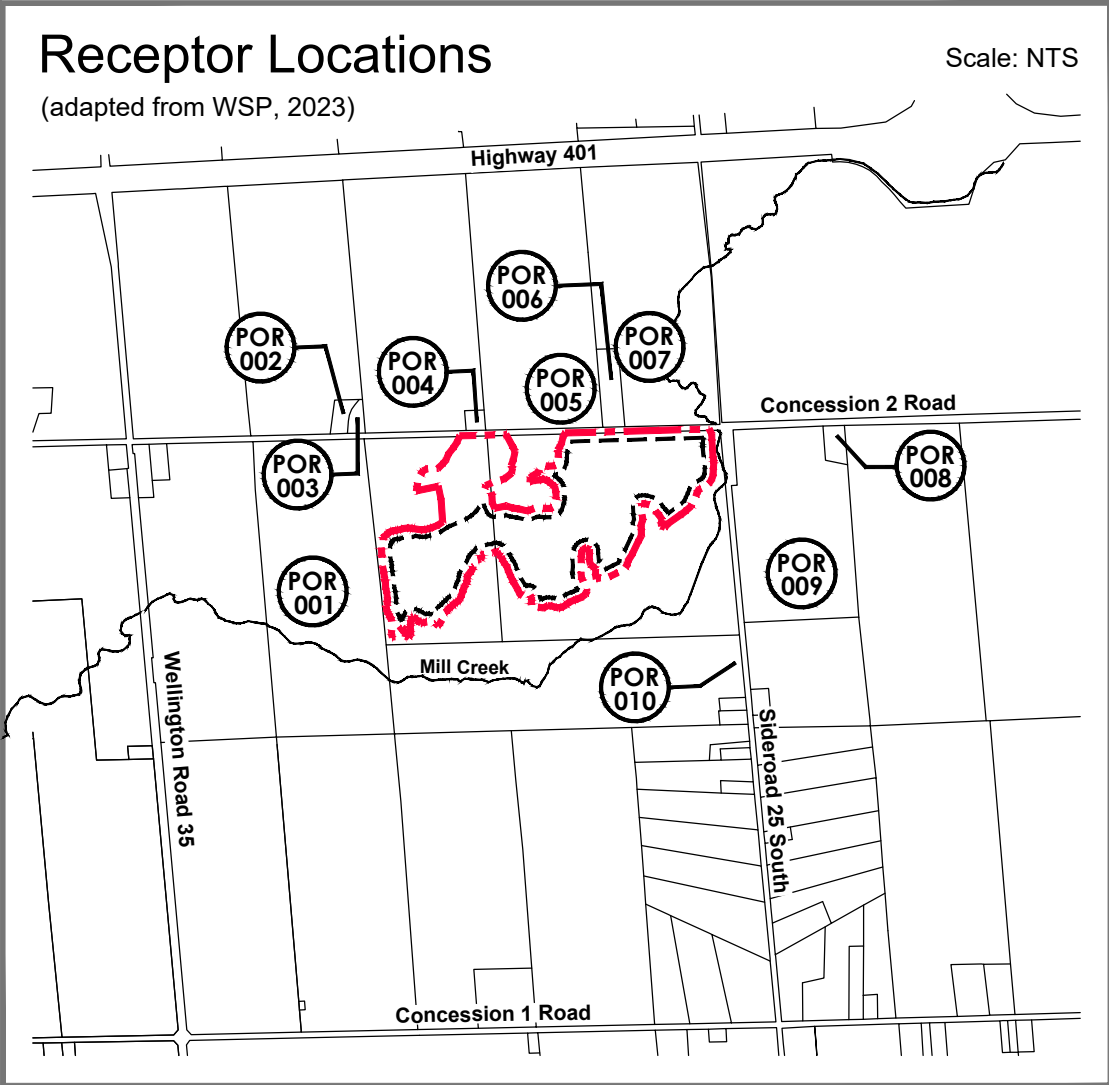 Receptor Locations
Scale: NTS
(adapted from WSP, 2023)
Highway 401
POR
006
POR
002
POR
007
POR
004
POR
005
Concession 2 Road
POR
003
POR
008
POR
009
POR
001
Mill Creek
POR
010
Wellington Road 35
Sideroad 25 South
Concession 1 Road